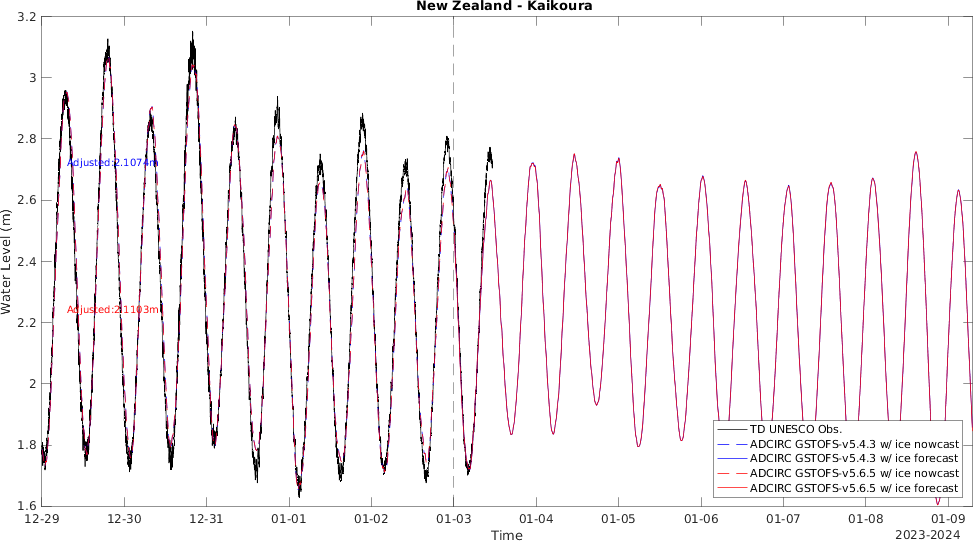 New Zealand - Kaikoura
3.2
3
2.8
2.6
2.4
2.2
2
1.8
1.6
Water Level (m)
Adjusted:2.1074m
Adjusted:2.1103m
TD UNESCO Obs.
ADCIRC GSTOFS-v5.4.3 w/ ice nowcast
ADCIRC GSTOFS-v5.4.3 w/ ice forecast
ADCIRC GSTOFS-v5.6.5 w/ ice nowcast
ADCIRC GSTOFS-v5.6.5 w/ ice forecast
12-29 12-30 12-31 01-01 01-02 01-03 01-04 01-05 01-06 01-07 01-08 01-09
Time
2023-2024